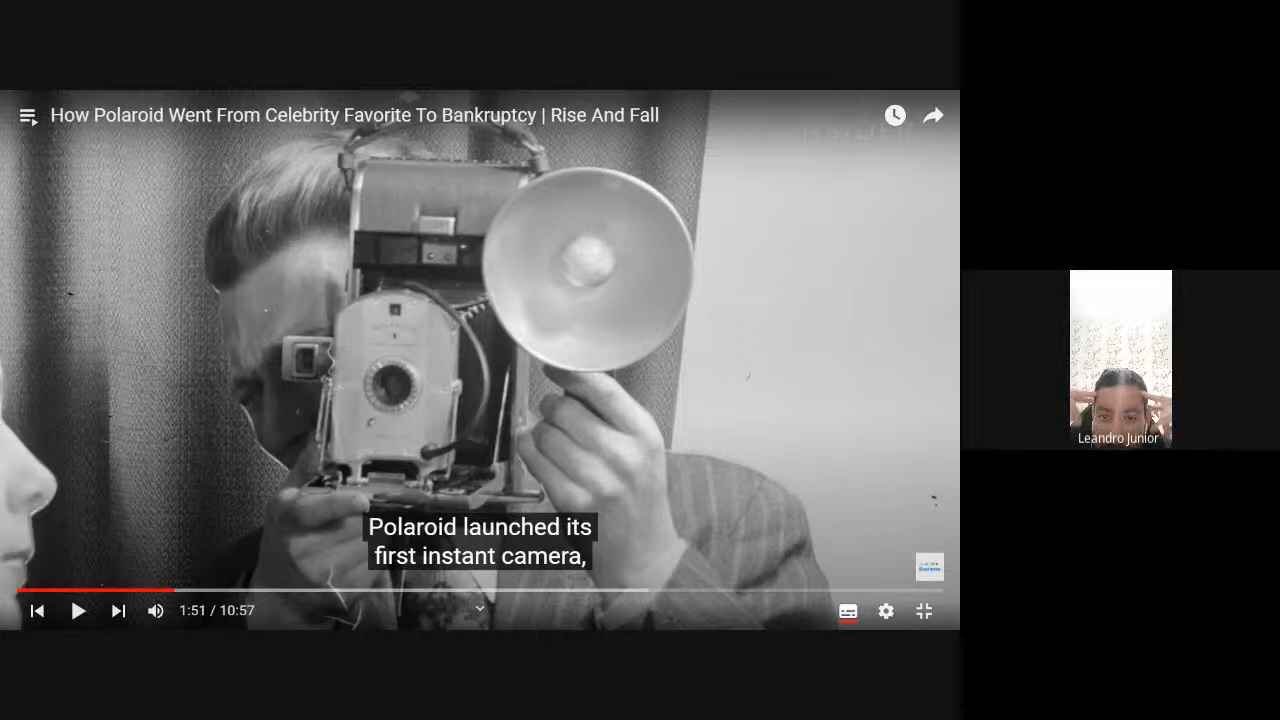 How Polaroid Went From Celebrity Favorite To Bankruptcy | Rise And Fall
Polaroid launched its
first instant camera,
1:51 / 10:57
Leandro Junior